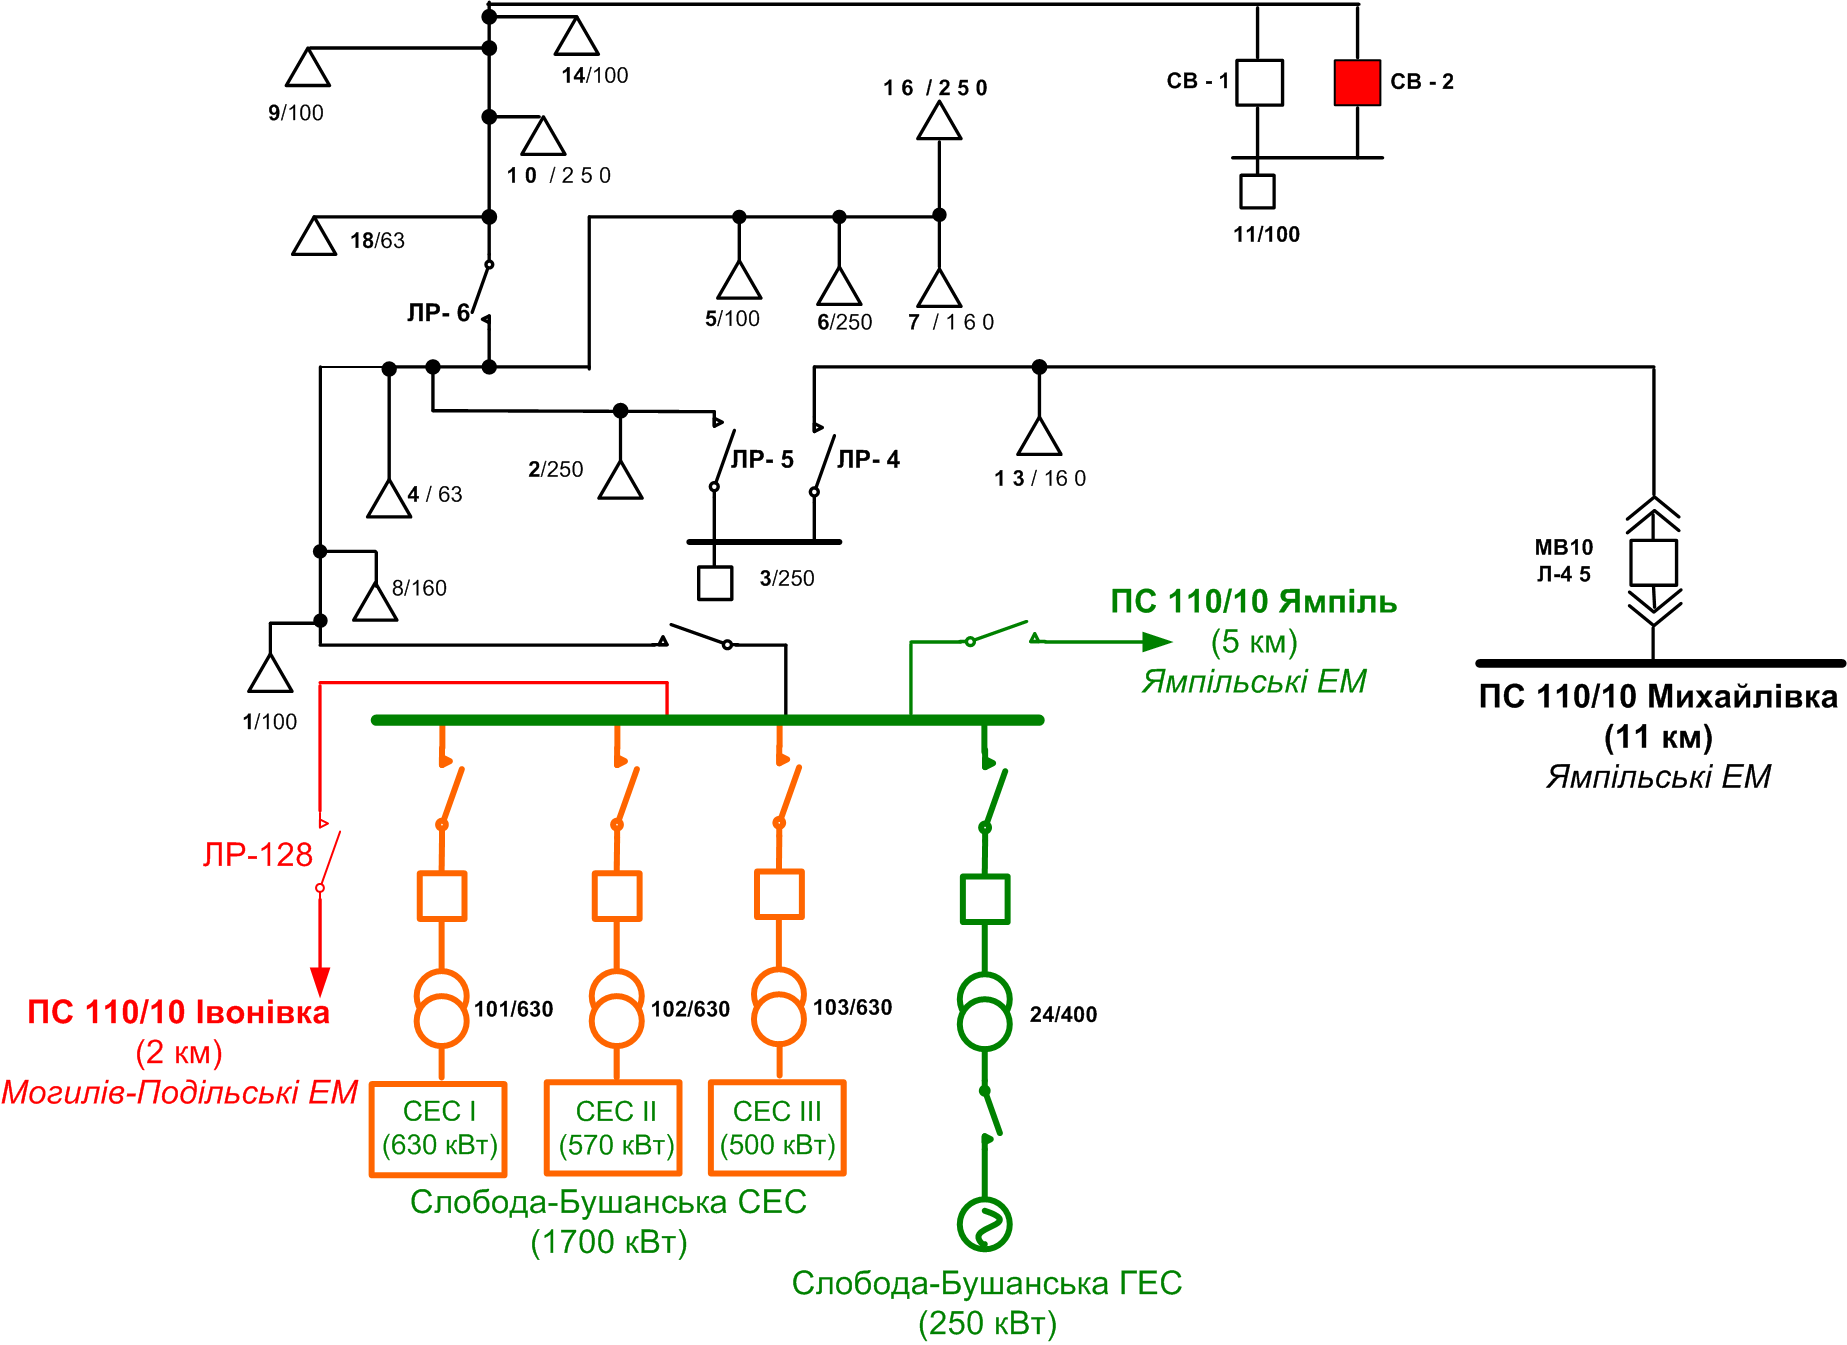 14/100
9/100
СВ - 1
СВ - 2
16 /250
10 /250
18/63
11/100
ЛР- 6
5/100
6/250
7 /160
2/250
ЛР- 5
ЛР- 4
13/160
4 / 63
МВ10
Л-4 5
8/160
3/250
ПС 110/10 Ямпіль
(5 км)
Ямпільські ЕМ
1/100
ПС 110/10 Михайлівка
(11 км)
Ямпільські ЕМ
ЛР-128
ПС 110/10 Івонівка
(2 км)
Могилів-Подільські ЕМ
101/630
102/630
103/630
24/400
СЕС I
(630 кВт)
СЕС II
(570 кВт)
СЕС III
(500 кВт)
Слобода-Бушанська СЕС
(1700 кВт)
Слобода-Бушанська ГЕС
(250 кВт)